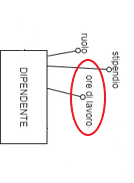 ruolo
stipendio
ore di lavoro
DIPENDENTE